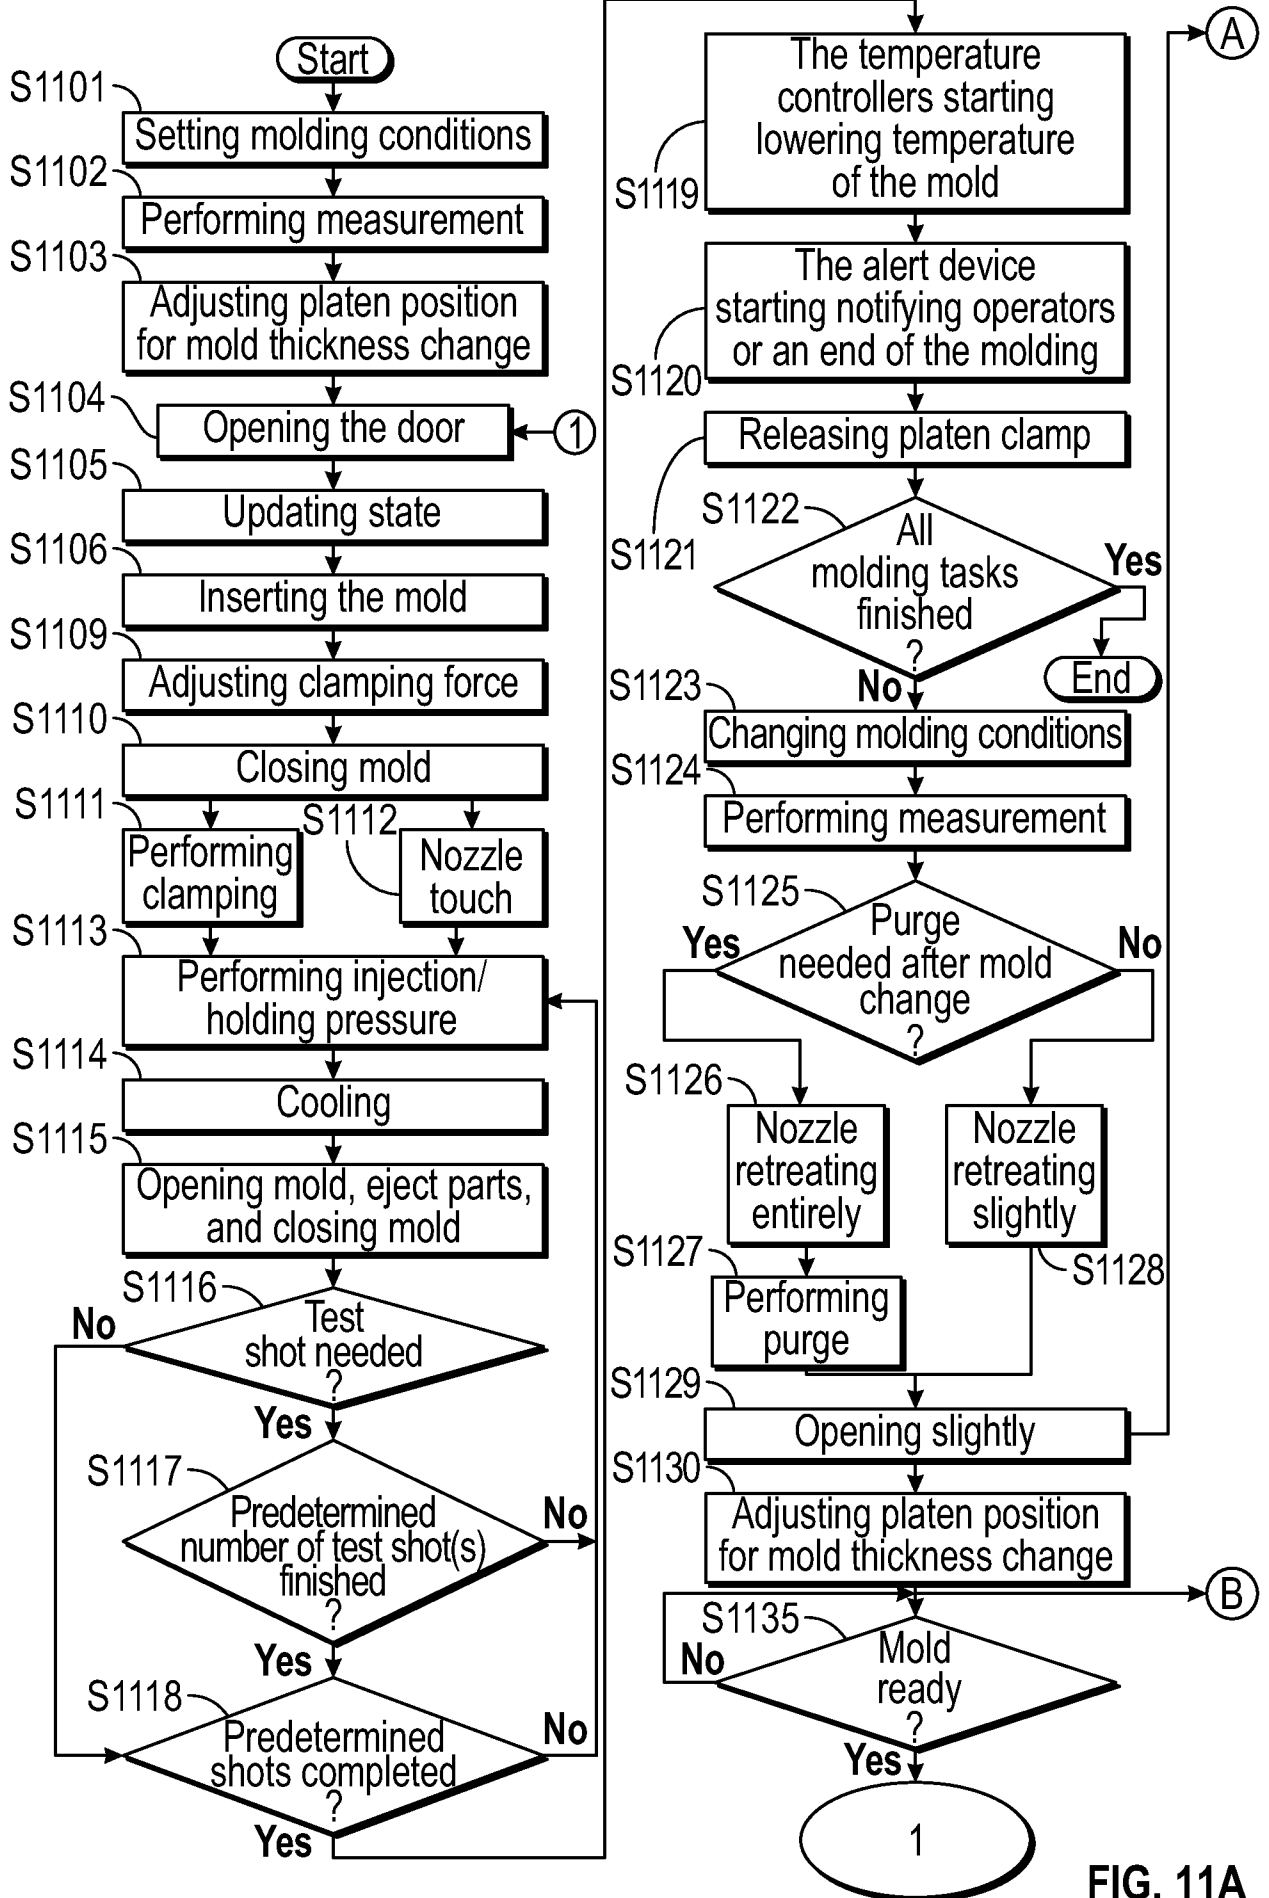 Start
S1101
Setting molding conditions
S1102
Performing measurement
S1103
Adjusting platen position
for mold thickness change
S1104
Opening the door
1
S1105
Updating state
S1106
Inserting the mold
S1109
Adjusting clamping force
S1110
Closing mold
S1111
Performing
clamping
S1112
Nozzle
touch
S1113
Performing injection/
holding pressure
S1114
Cooling
S1115
Opening mold, eject parts,
and closing mold
S1116
Test
shot needed
?
No
Yes
S1117
Predetermined
number of test shot(s)
finished
?
No
Yes
S1118
Predetermined
shots completed
?
No
Yes
A
The temperature
controllers starting
lowering temperature
of the mold
S1119
The alert device
starting notifying operators
or an end of the molding
S1120
Releasing platen clamp
S1121
S1122
All
molding tasks
finished
?
Yes
End
No
S1123
Changing molding conditions
S1124
Performing measurement
S1125
Purge
needed after mold
change
?
Yes
No
S1126
Nozzle
retreating
entirely
Nozzle
retreating
slightly
S1128
S1127
Performing
purge
S1129
Opening slightly
S1130
Adjusting platen position
for mold thickness change
B
S1135
Mold
ready
?
No
Yes
1
FIG. 11A